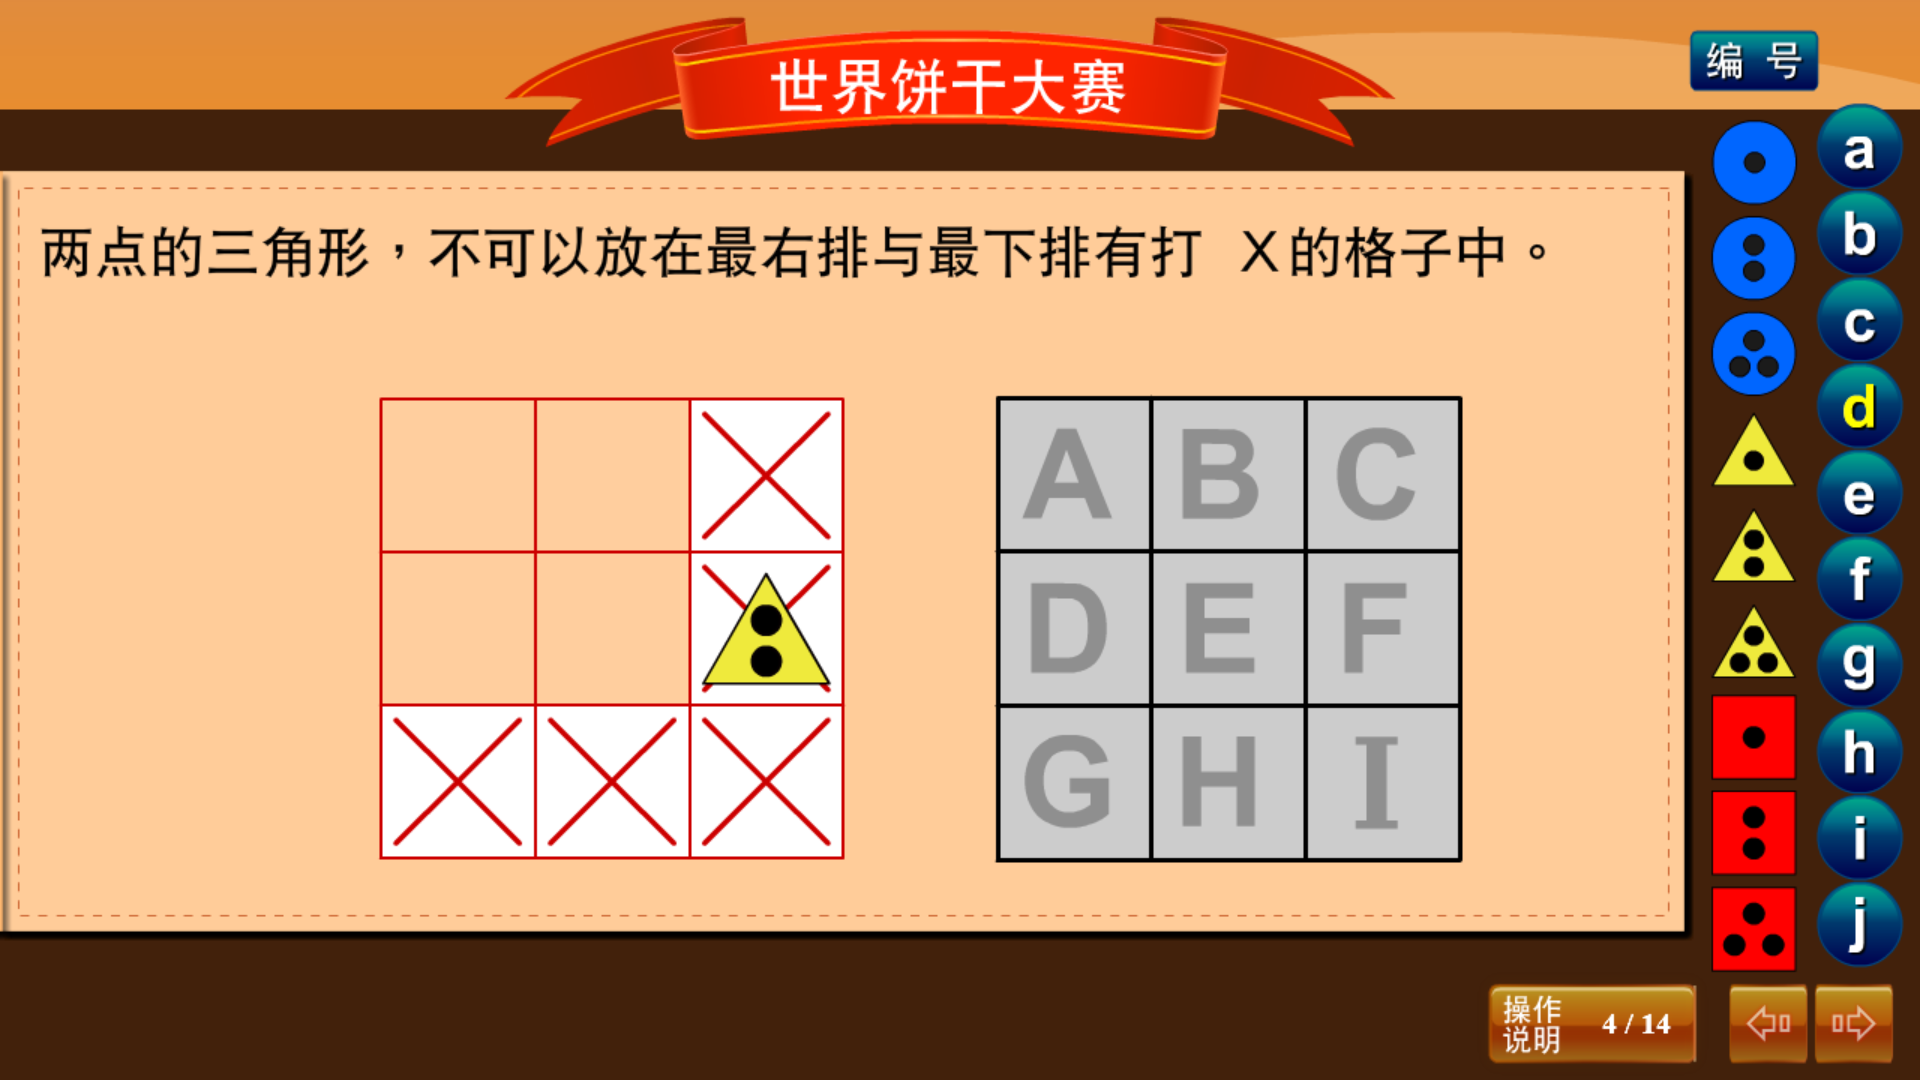 世界饼干大赛
编 号
两点的三角形，不可以放在最右排与最下排有打 X的格子中。
A B C
D E F
G H I
a
b
c
d
e
f
g
h
i
j
操作
说明
4 / 14